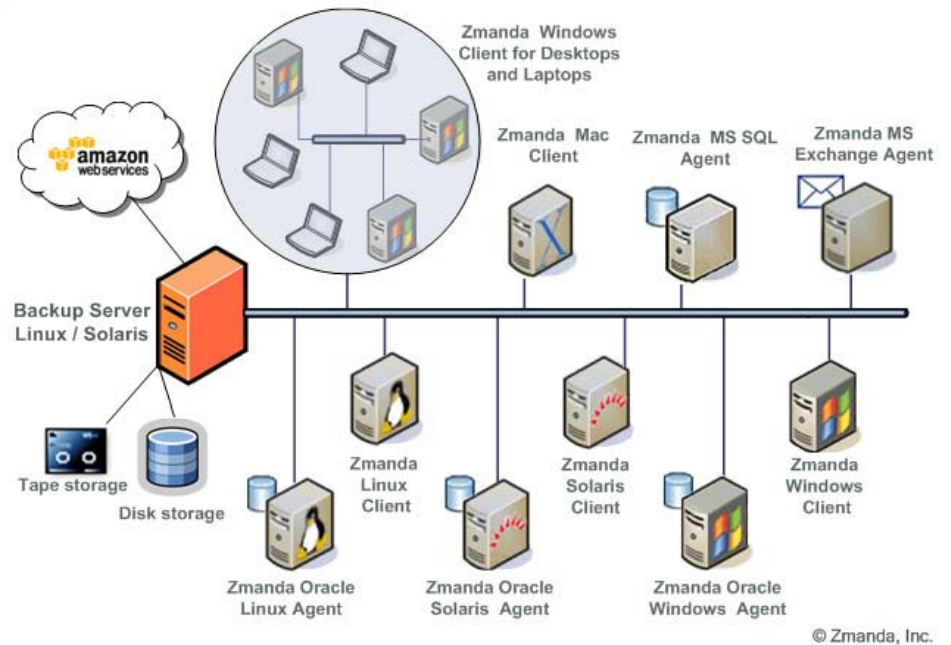 Zmanda Windows
Client for Desktops
and Laptops
amazon
webservices
Zmanda Mac
Client
Zmanda MS SQL
Agent
Zmanda MS
Exchange Agent
Backup Server
Linux / Solaris
Tape storage
Disk storage
Zmanda
Linux
Client
Zmanda
Solaris
Client
Zmanda
Windows
Client
Zmanda Oracle
Linux Agent
Zmanda Oracle
Solaris Agent
Zmanda Oracle
Windows Agent
© Zmanda, Inc.